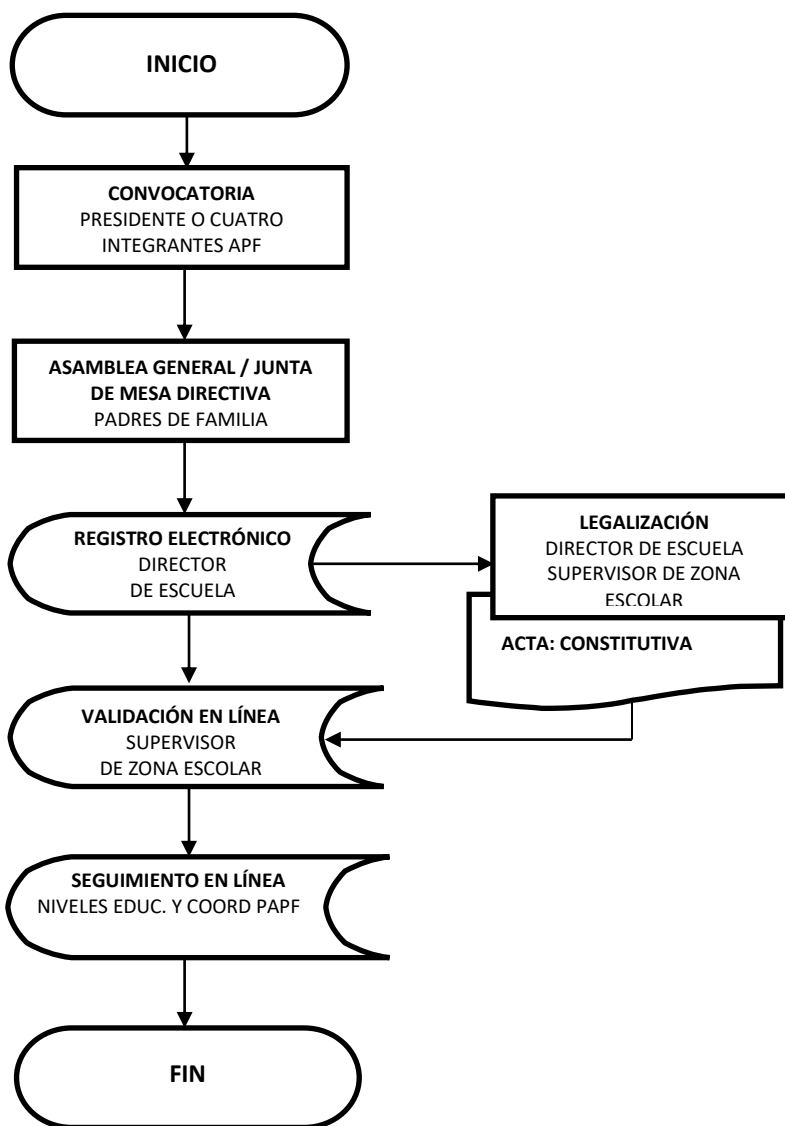 INICIO
CONVOCATORIA
PRESIDENTE O CUATRO
INTEGRANTES APF
ASAMBLEA GENERAL / JUNTA
DE MESA DIRECTIVA
PADRES DE FAMILIA
REGISTRO ELECTRÓNICO
DIRECTOR
DE ESCUELA
LEGALIZACIÓN
DIRECTOR DE ESCUELA
SUPERVISOR DE ZONA
ESCOLAR
ACTA: CONSTITUTIVA
VALIDACIÓN EN LÍNEA
SUPERVISOR
DE ZONA ESCOLAR
SEGUIMIENTO EN LÍNEA
NIVELES EDUC. Y COORD PAPF
FIN